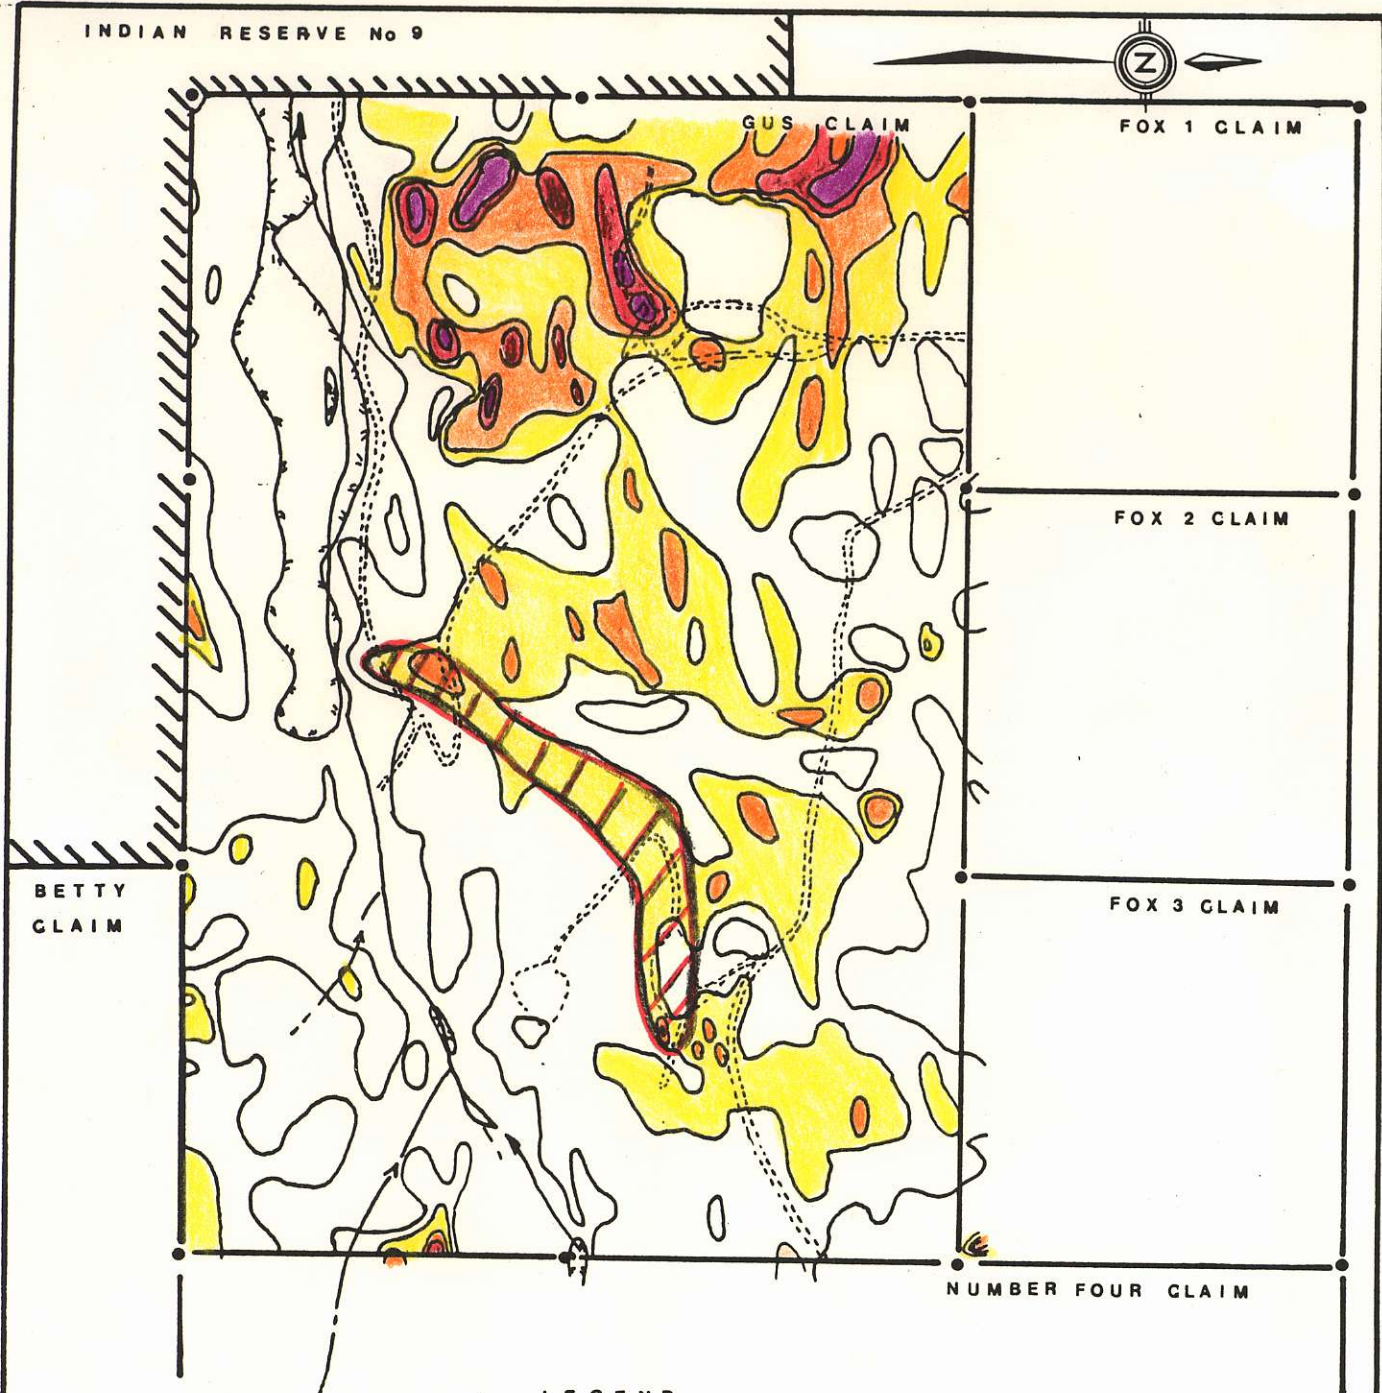 INDIAN RESERVE No 9
GUS CLAIM
N
FOX 1 CLAIM
FOX 2 CLAIM
FOX 3 CLAIM
BETTY
CLAIM
NUMBER FOUR CLAIM
LEGEND